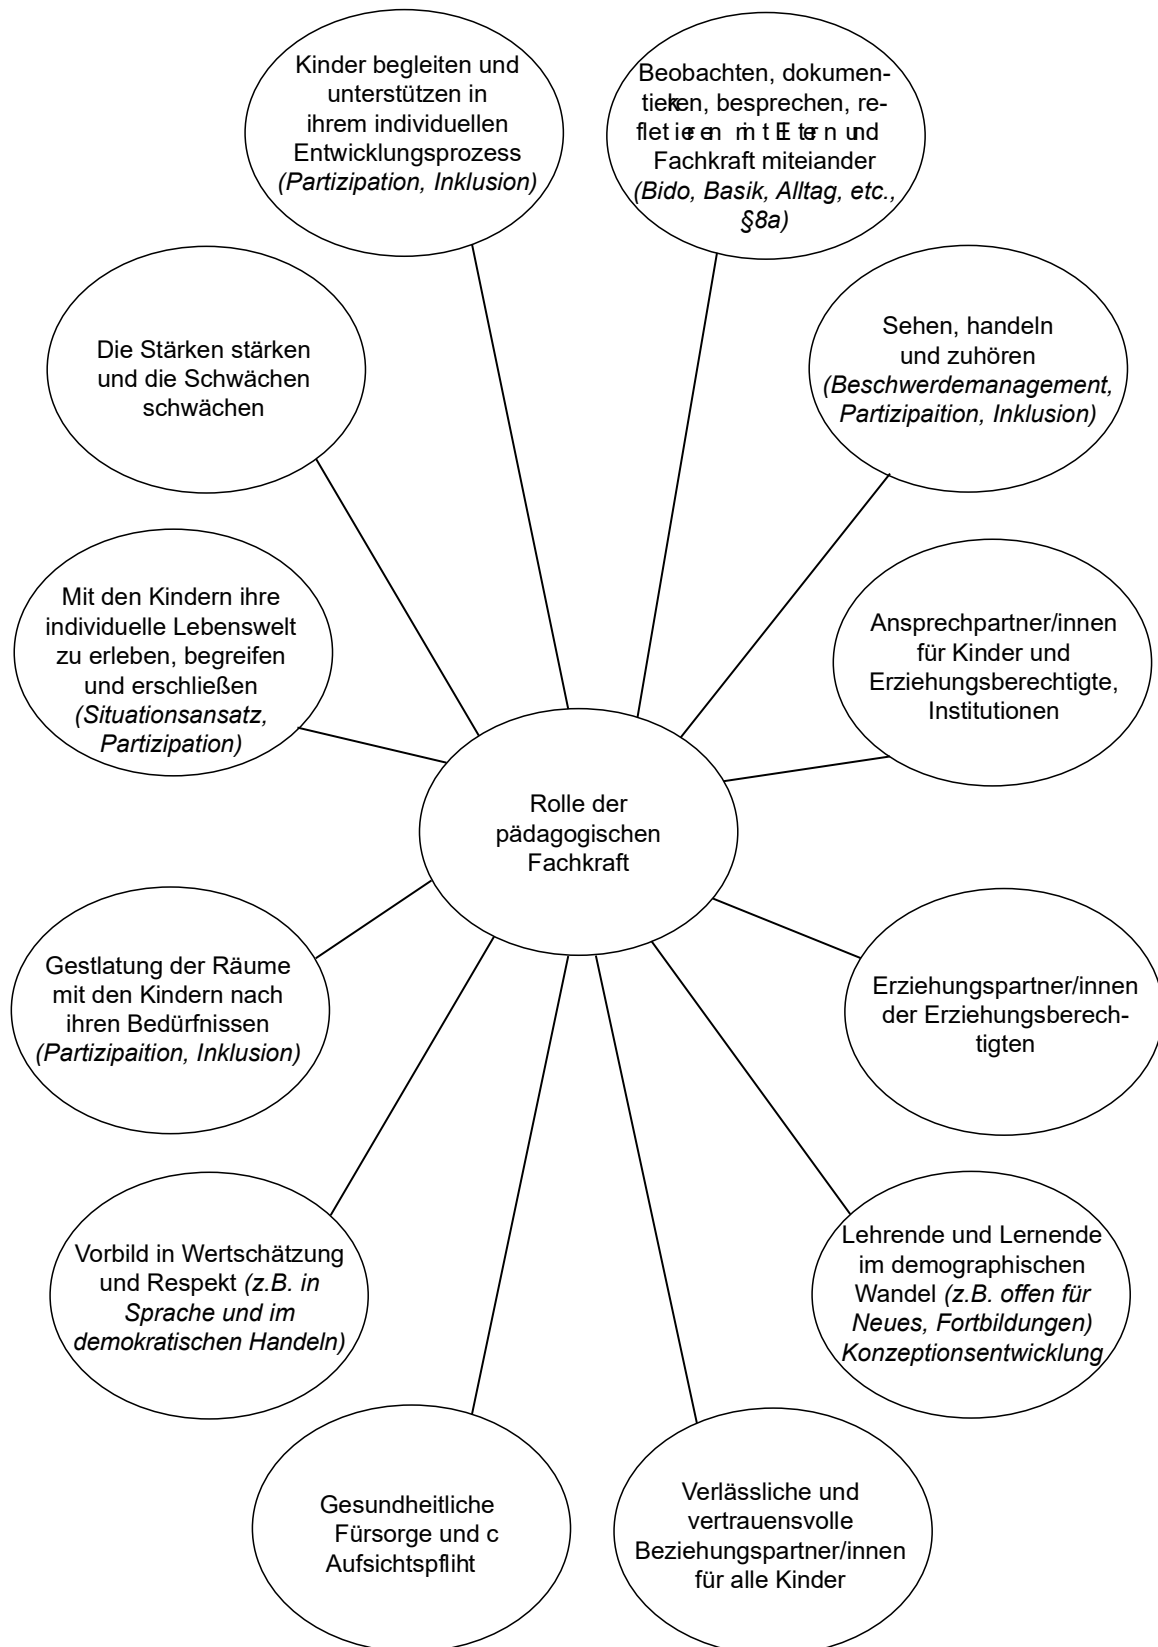 Kinder begleiten und
unterstützen in
ihrem individuellen
Entwicklungsprozess
(Partizipation, Inklusion)
Beobachten, dokumen-
tieren, besprechen, re-
fletieren mit Eltern und
Fachkraft miteiander
(Bido, Basik, Alltag, etc.,
§8a)
Die Stärken stärken
und die Schwächen
schwächen
Sehen, handeln
und zuhören
(Beschwerdemanagement,
Partizipaition, Inklusion)
Mit den Kindern ihre
individuelle Lebenswelt
zu erleben, begreifen
und erschließen
(Situationsansatz,
Partizipation)
Ansprechpartner/innen
für Kinder und
Erziehungsberechtigte,
Institutionen
Rolle der
pädagogischen
Fachkraft
Gestlatung der Räume
mit den Kindern nach
ihren Bedürfnissen
(Partizipaition, Inklusion)
Erziehungspartner/innen
der Erziehungsberech-
tigten
Vorbild in Wertschätzung
und Respekt (z.B. in
Sprache und im
demokratischen Handeln)
Lehrende und Lernende
im demographischen
Wandel (z.B. offen für
Neues, Fortbildungen)
Konzeptionsentwicklung
Gesundheitliche
Fürsorge und c
Aufsichtspfliht
Verlässliche und
vertrauensvolle
Beziehungspartner/innen
für alle Kinder